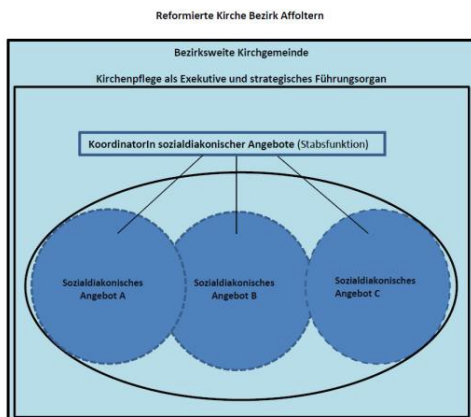 Reformierte Kirche Bezirk Affoltern
Bezirksweite Kirchgemeinde
Kirchenpflege als Exekutive und strategisches Führungsorgan
KoordinatorIn sozialdiakonischer Angebote (Stabsfunktion)
Sozialdiakonisches
Angebot A
Sozialdiakonisches
Angebot B
Sozialdiakonisches
Angebot C